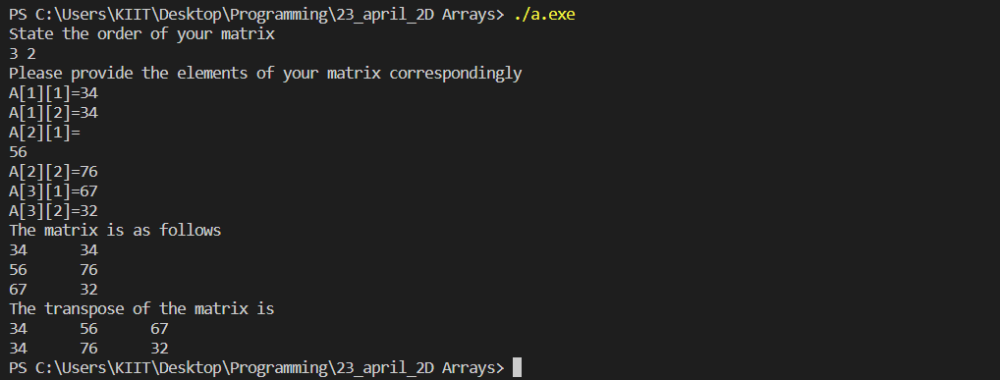 PS C:\Users\KIIT\Desktop\Programming\23_april_2D Arrays> ./a.exe
State the order of your matrix
3 2
Please provide the elements of your matrix correspondingly
A[1][1]=34
A[1][2]=34
A[2][1]=
56
A[2][2]=76
A[3][1]=67
A[3][2]=32
The matrix is as follows
34      34
56      76
67      32
The transpose of the matrix is
34      56      67
34      76      32
PS C:\Users\KIIT\Desktop\Programming\23_april_2D Arrays>